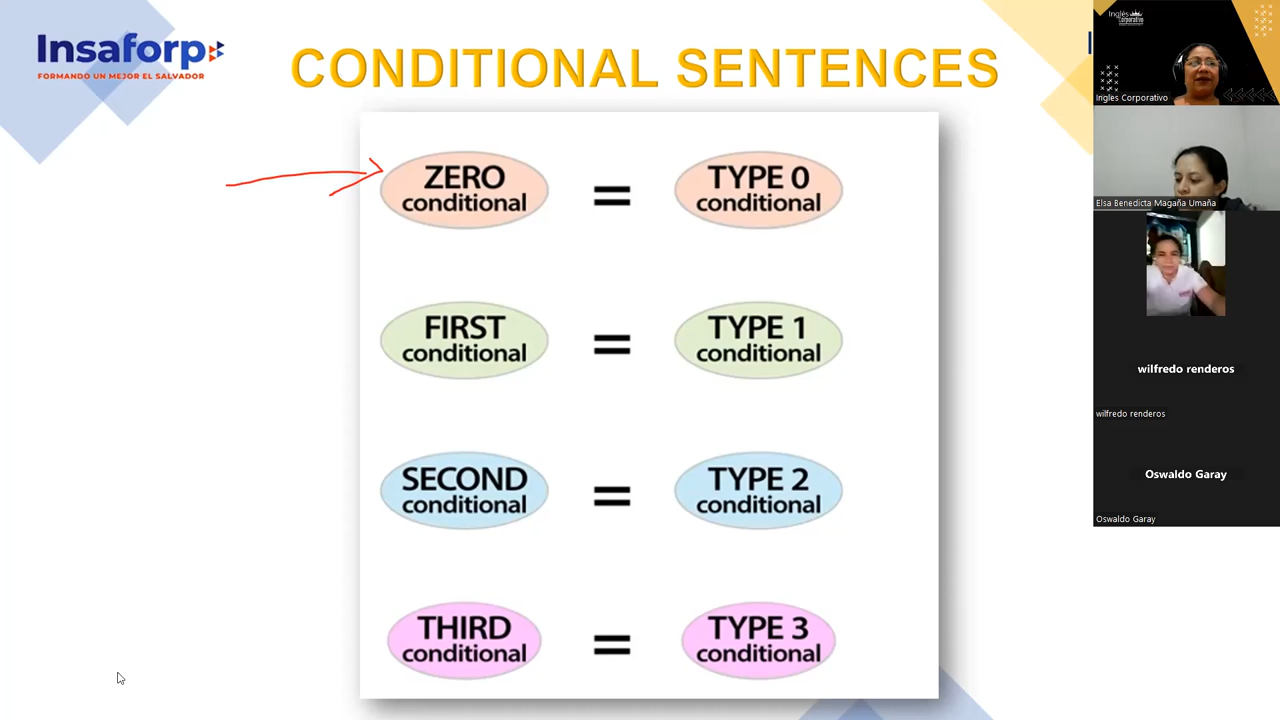 Insaforp
FORMANDO UN MEJOR EL SALVADOR
CONDITIONAL SENTENCES
ZERO
conditional
=
TYPE 0
conditional
FIRST
conditional
=
TYPE 1
conditional
SECOND
conditional
=
TYPE 2
conditional
THIRD
conditional
=
TYPE 3
conditional
Inglés
Corporativo
Ingles Corporativo
Elsa Benedicta Magaña Umaña
wilfredo renderos
wilfredo renderos
Oswaldo Garay
Oswaldo Garay